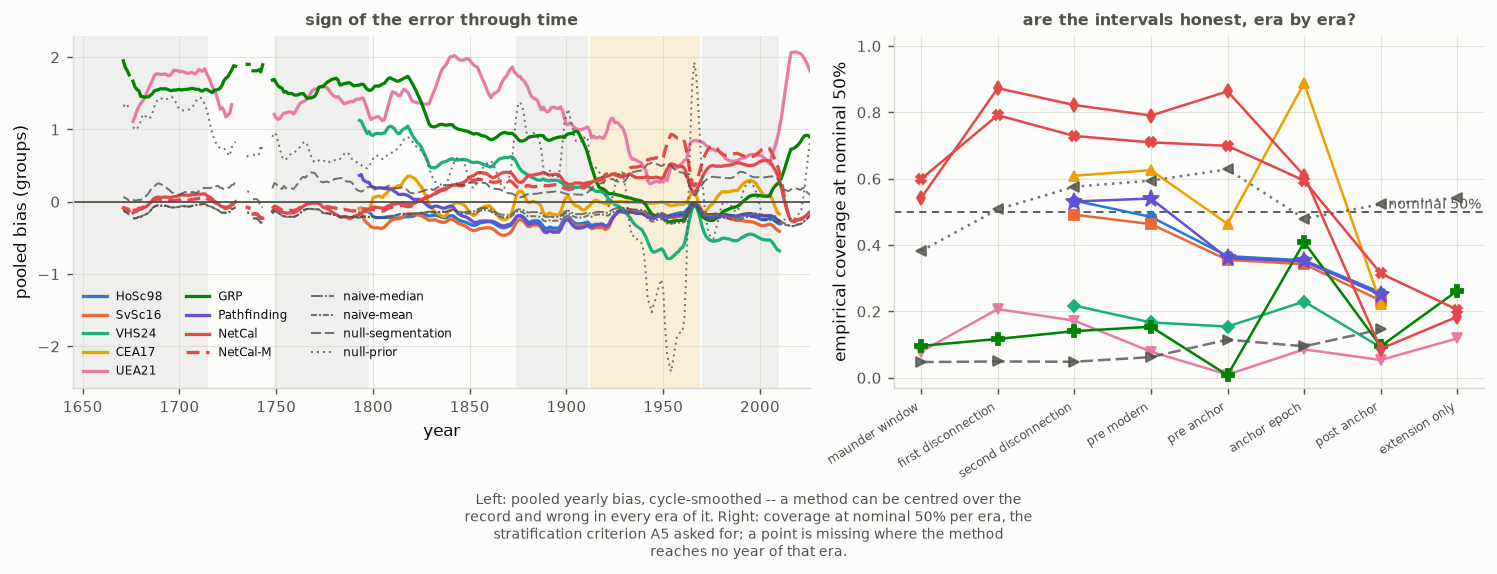 sign of the error through time
pooled bias (groups)
2
1
0
−1
−2
HoSc98
SvSc16
VHS24
CEA17
UEA21
GRP
Pathfinding
NetCal
NetCal-M
naive-median
naive-mean
null-segmentation
null-prior
1650
1700
1750
1800
1850
1900
1950
2000
year
are the intervals honest, era by era?
empirical coverage at nominal 50%
1.0
0.8
0.6
0.4
0.2
0.0
nominal 50%
maunder window
first disconnection
second disconnection
pre modern
pre anchor
anchor epoch
post anchor
extension only
Left: pooled yearly bias, cycle-smoothed -- a method can be centred over the
record and wrong in every era of it. Right: coverage at nominal 50% per era, the
stratification criterion A5 asked for; a point is missing where the method
reaches no year of that era.